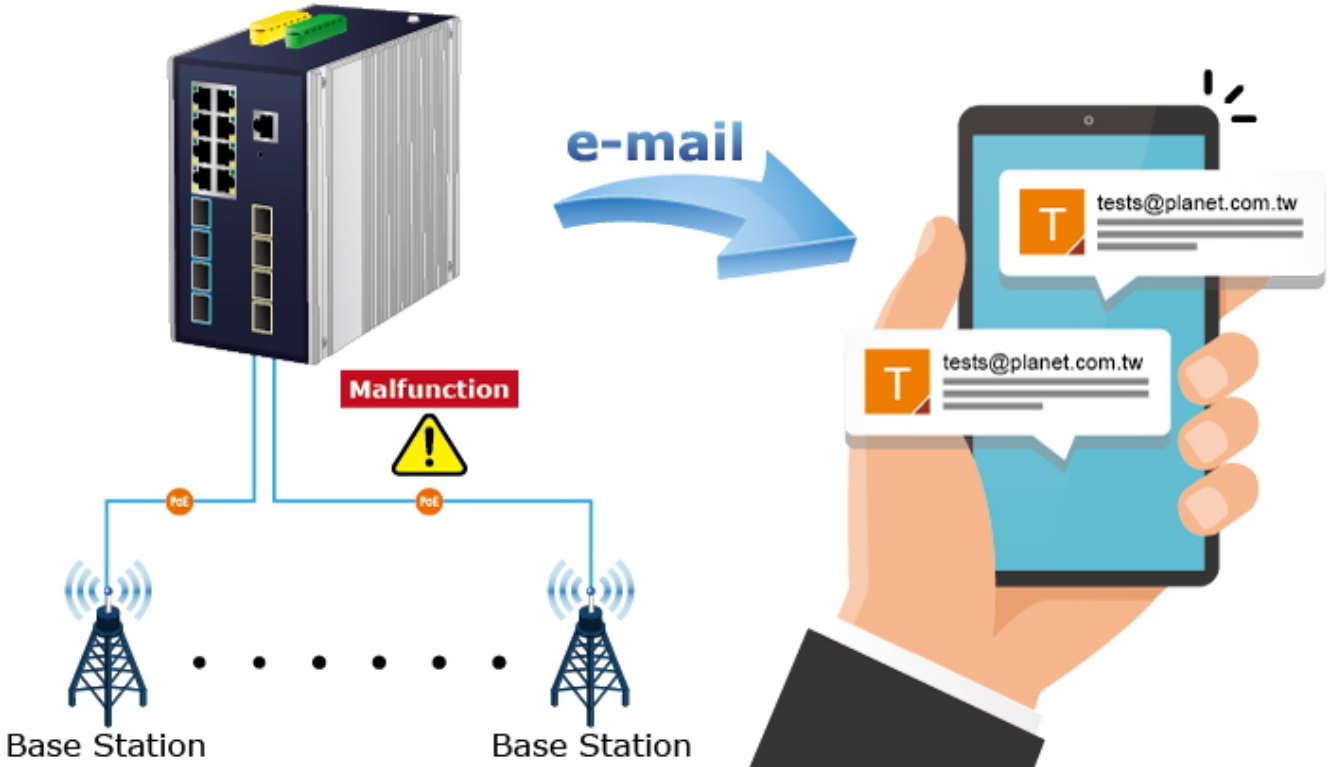 e-mail
tests@planet.com.tw
T
tests@planet.com.tw
T
Malfunction
PoE
PoE
Base Station
Base Station